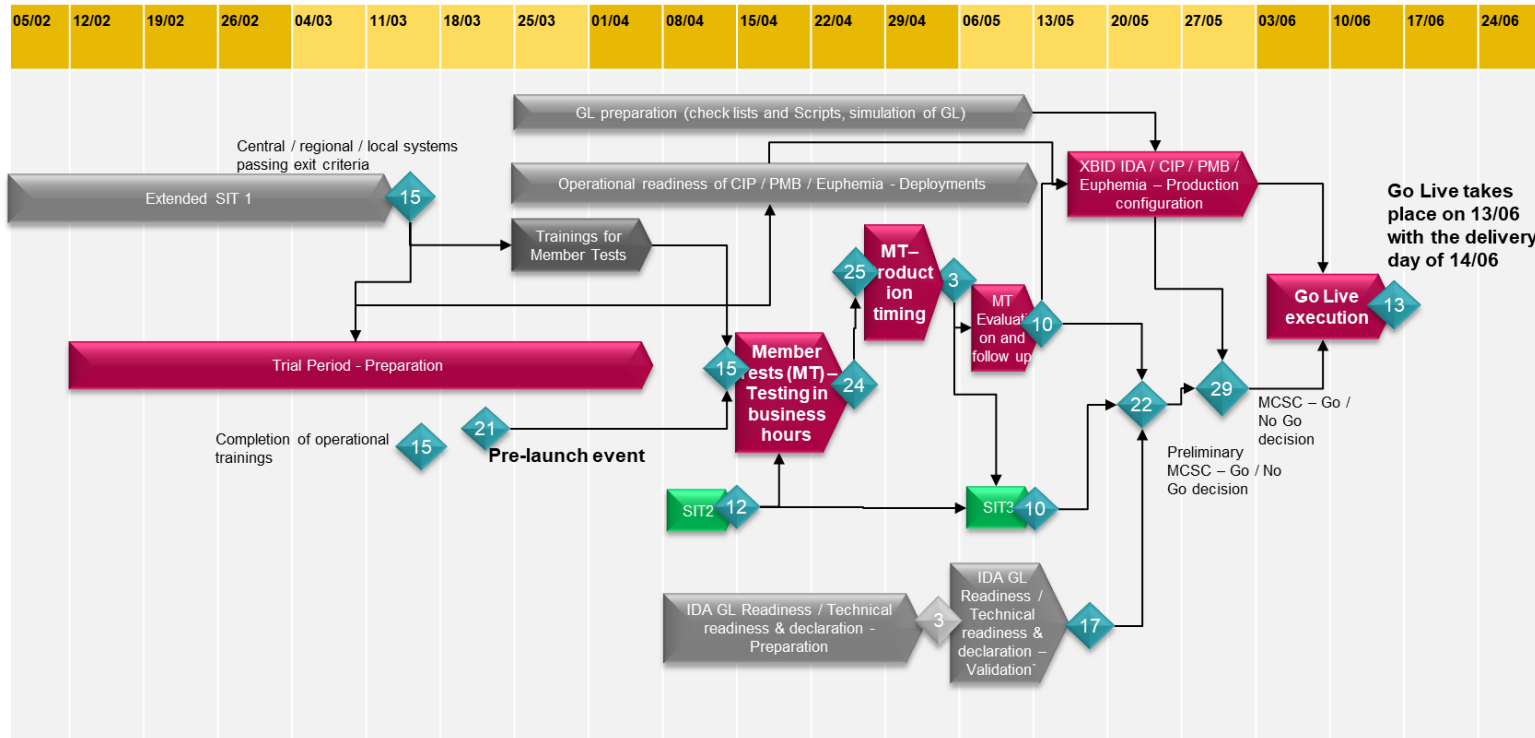 05/02 12/02 19/02 26/02 04/03 11/03 18/03 25/03 01/04 08/04 15/04 22/04 29/04 06/05 13/05 20/05 27/05 03/06 10/06 17/06 24/06
GL preparation (check lists and Scripts, simulation of GL)
Central / regional / local systems
passing exit criteria
Extended SIT 1
15
Operational readiness of CIP / PMB / Euphemia - Deployments
XBID IDA / CIP / PMB /
Euphemia – Production
configuration
Go Live takes
place on 13/06
with the delivery
day of 14/06
Trainings for
Member Tests
25
MT–
roduct
ion
timing
3
MT
Evaluati
on and
follow up
10
Go Live
execution
13
Trial Period - Preparation
15
Member
ests (MT) –
Testing in
business
hours
24
22
29
MCSC – Go /
No Go
decision
Completion of operational
trainings
15
21
Pre-launch event
Preliminary
MCSC – Go / No
Go decision
SIT2
12
SIT3
10
IDA GL Readiness / Technical
readiness & declaration -
Preparation
3
IDA GL
Readiness /
Technical
readiness &
declaration –
Validation`
17